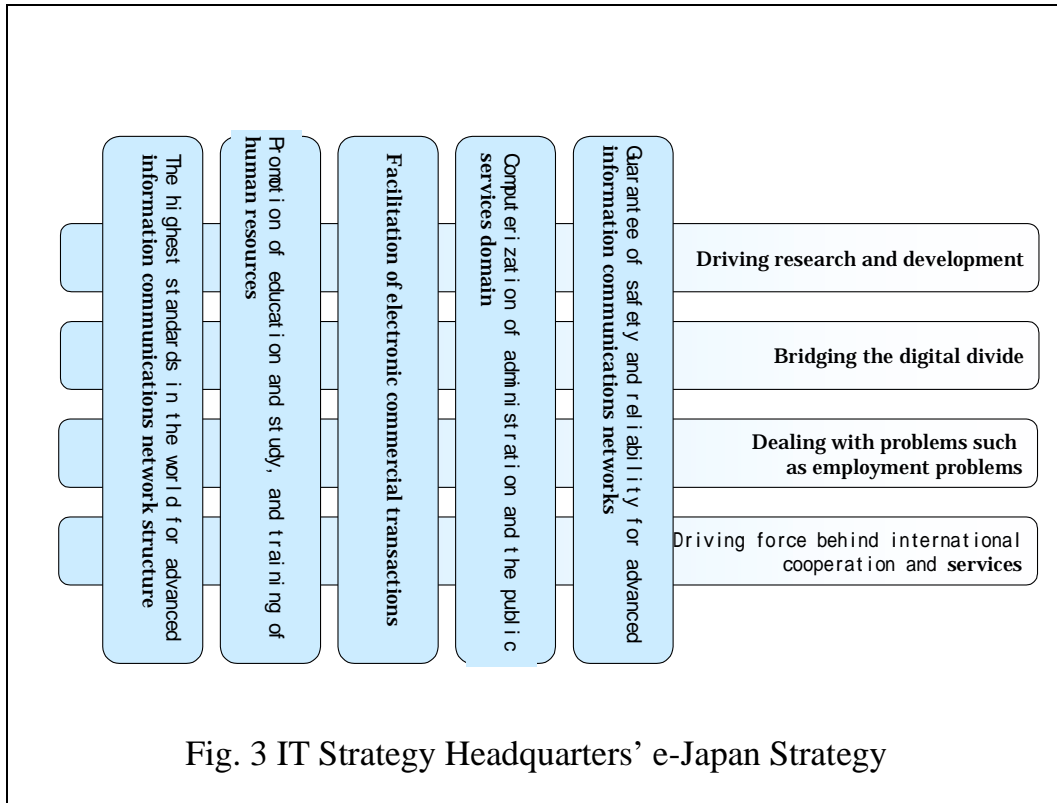 The highest standards in the world for advanced
information communications network structure
Promotion of education and study, and training of
human resources
Facilitation of electronic commercial transactions
Computerization of administration and the public
services domain
Guarantee of safety and reliability for advanced
information communications networks
Driving research and development
Bridging the digital divide
Dealing with problems such
as employment problems
Driving force behind international
cooperation and services
Fig. 3 IT Strategy Headquarters’ e-Japan Strategy